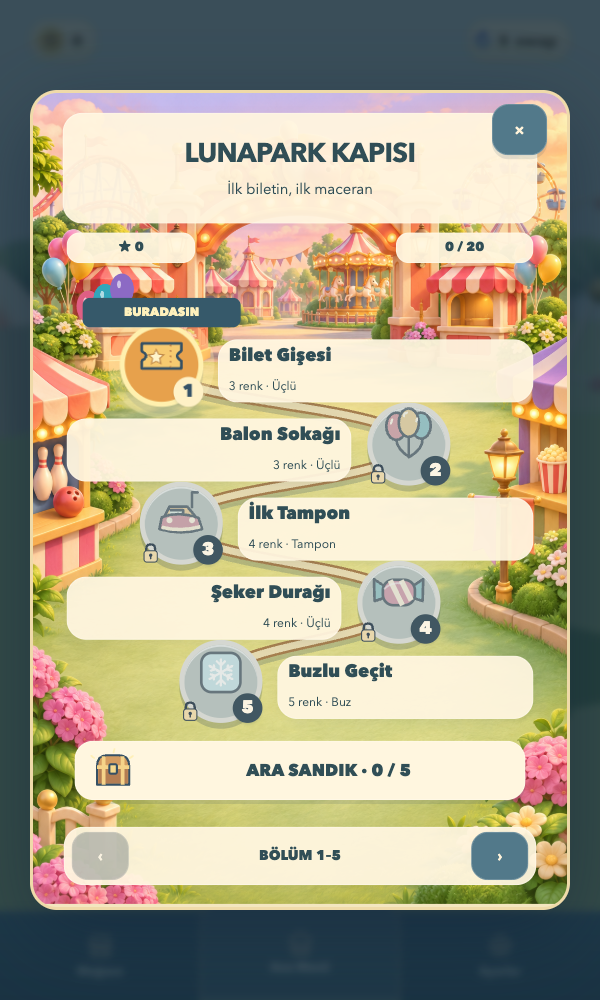 LUNAPARK KAPISI
×
İlk biletin, ilk maceran
★ 0
0 / 20
BURADASIN
Bilet Gişesi
1
3 renk · Üçlü
Balon Sokağı
3 renk · Üçlü
2
İlk Tampon
3
4 renk · Tampon
Şeker Durağı
4 renk · Üçlü
4
Buzlu Geçit
5
5 renk · Buz
ARA SANDIK • 0 / 5
‹
BÖLÜM 1–5
›